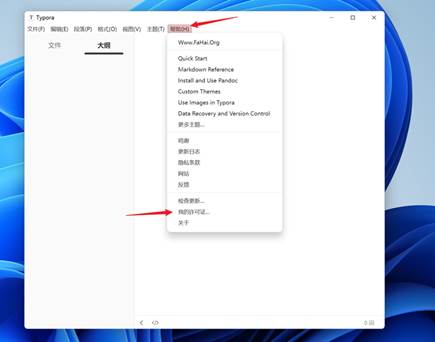 Typora
文件(F) 编辑(E) 段落(P) 格式(O) 视图(V) 主题(T) 帮助(H)
文件 大纲
Www.FaHai.Org
Quick Start
Markdown Reference
Install and Use Pandoc
Custom Themes
Use Images in Typora
Data Recovery and Version Control
更多主题...
鸣谢
更新日志
隐私条款
网站
反馈
检查更新...
我的许可证...
关于
0 词